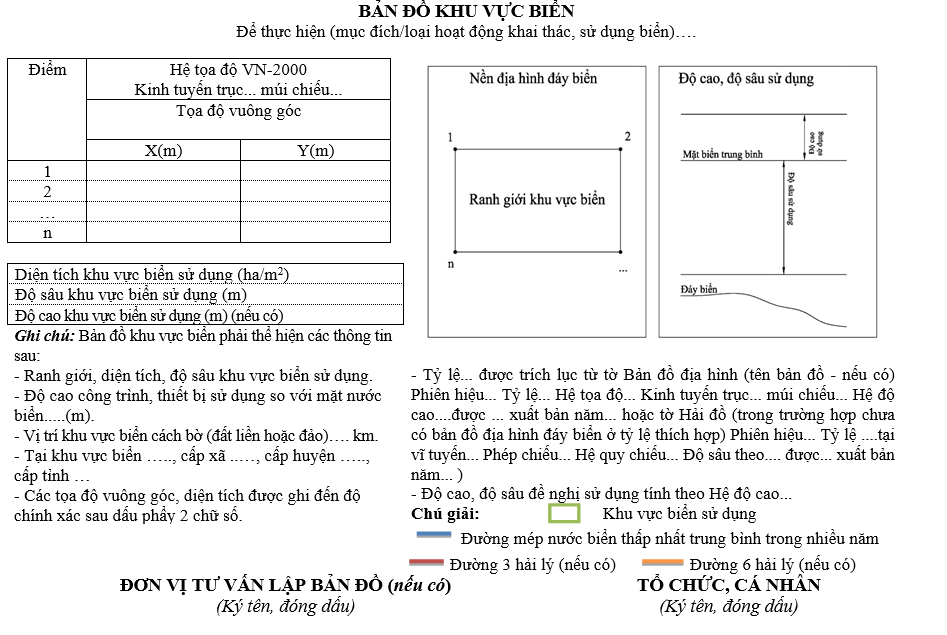 BẢN ĐỒ KHU VỰC BIỂN
Để thực hiện (mục đích/loại hoạt động khai thác, sử dụng biển)….
Điểm
Hệ tọa độ VN-2000
Kinh tuyến trục... múi chiếu...
Tọa độ vuông góc
X(m)
Y(m)
1
2
…
n
Diện tích khu vực biển sử dụng (ha/m²)
Độ sâu khu vực biển sử dụng (m)
Độ cao khu vực biển sử dụng (m) (nếu có)
Ghi chú: Bản đồ khu vực biển phải thể hiện các thông tin
sau:
- Ranh giới, diện tích, độ sâu khu vực biển sử dụng.
- Độ cao công trình, thiết bị sử dụng so với mặt nước
biển.....(m).
- Vị trí khu vực biển cách bờ (đất liền hoặc đảo)…. km.
- Tại khu vực biển ….., cấp xã ..…, cấp huyện …..,
cấp tỉnh …
- Các tọa độ vuông góc, diện tích được ghi đến độ
chính xác sau dấu phẩy 2 chữ số.
Nền địa hình đáy biển
1
2
Ranh giới khu vực biển
n
...
Độ cao, độ sâu sử dụng
Độ cao
sử dụng
Mặt biển trung bình
Độ sâu sử dụng
Đáy biển
- Tỷ lệ... được trích lục từ tờ Bản đồ địa hình (tên bản đồ - nếu có)
Phiên hiệu... Tỷ lệ... Hệ tọa độ... Kinh tuyến trục... múi chiếu... Hệ độ
cao....được ... xuất bản năm... hoặc tờ Hải đồ (trong trường hợp chưa
có bản đồ địa hình đáy biển ở tỷ lệ thích hợp) Phiên hiệu... Tỷ lệ ....tại
vĩ tuyến... Phép chiếu... Hệ quy chiếu... Độ sâu theo.... được... xuất bản
năm... )
- Độ cao, độ sâu đề nghị sử dụng tính theo Hệ độ cao...
Chú giải: Khu vực biển sử dụng
Đường mép nước biển thấp nhất trung bình trong nhiều năm
Đường 3 hải lý (nếu có) Đường 6 hải lý (nếu có)
ĐƠN VỊ TƯ VẤN LẬP BẢN ĐỒ (nếu có)
(Ký tên, đóng dấu)
TỔ CHỨC, CÁ NHÂN
(Ký tên, đóng dấu)